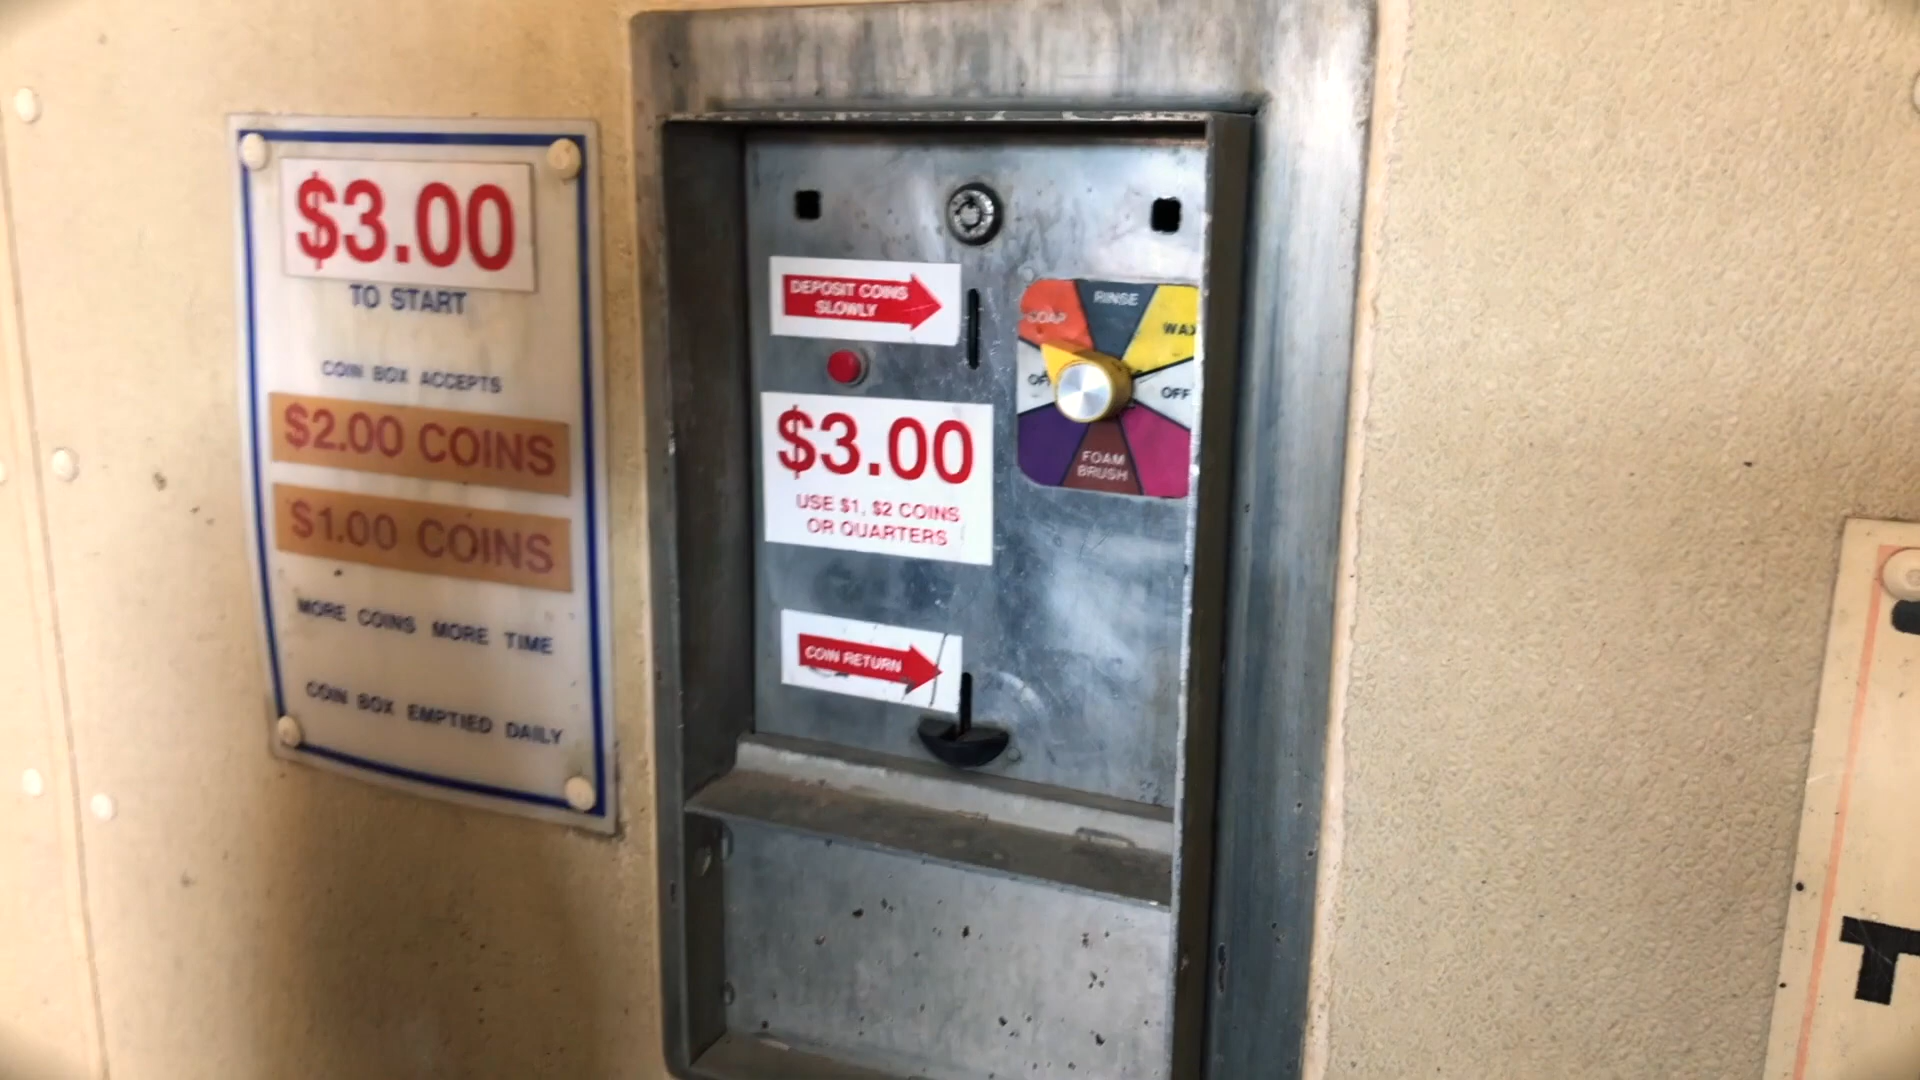 $3.00
TO START
COIN BOX ACCEPTS
$2.00 COINS
$1.00 COINS
MORE COINS MORE TIME
COIN BOX EMPTIED DAILY
DEPOSIT COINS
SLOWLY
$3.00
USE $1, $2 COINS
OR QUARTERS
COIN RETURN
SOAP
RINSE
WAX
OFF
OFF
FOAM
BRUSH